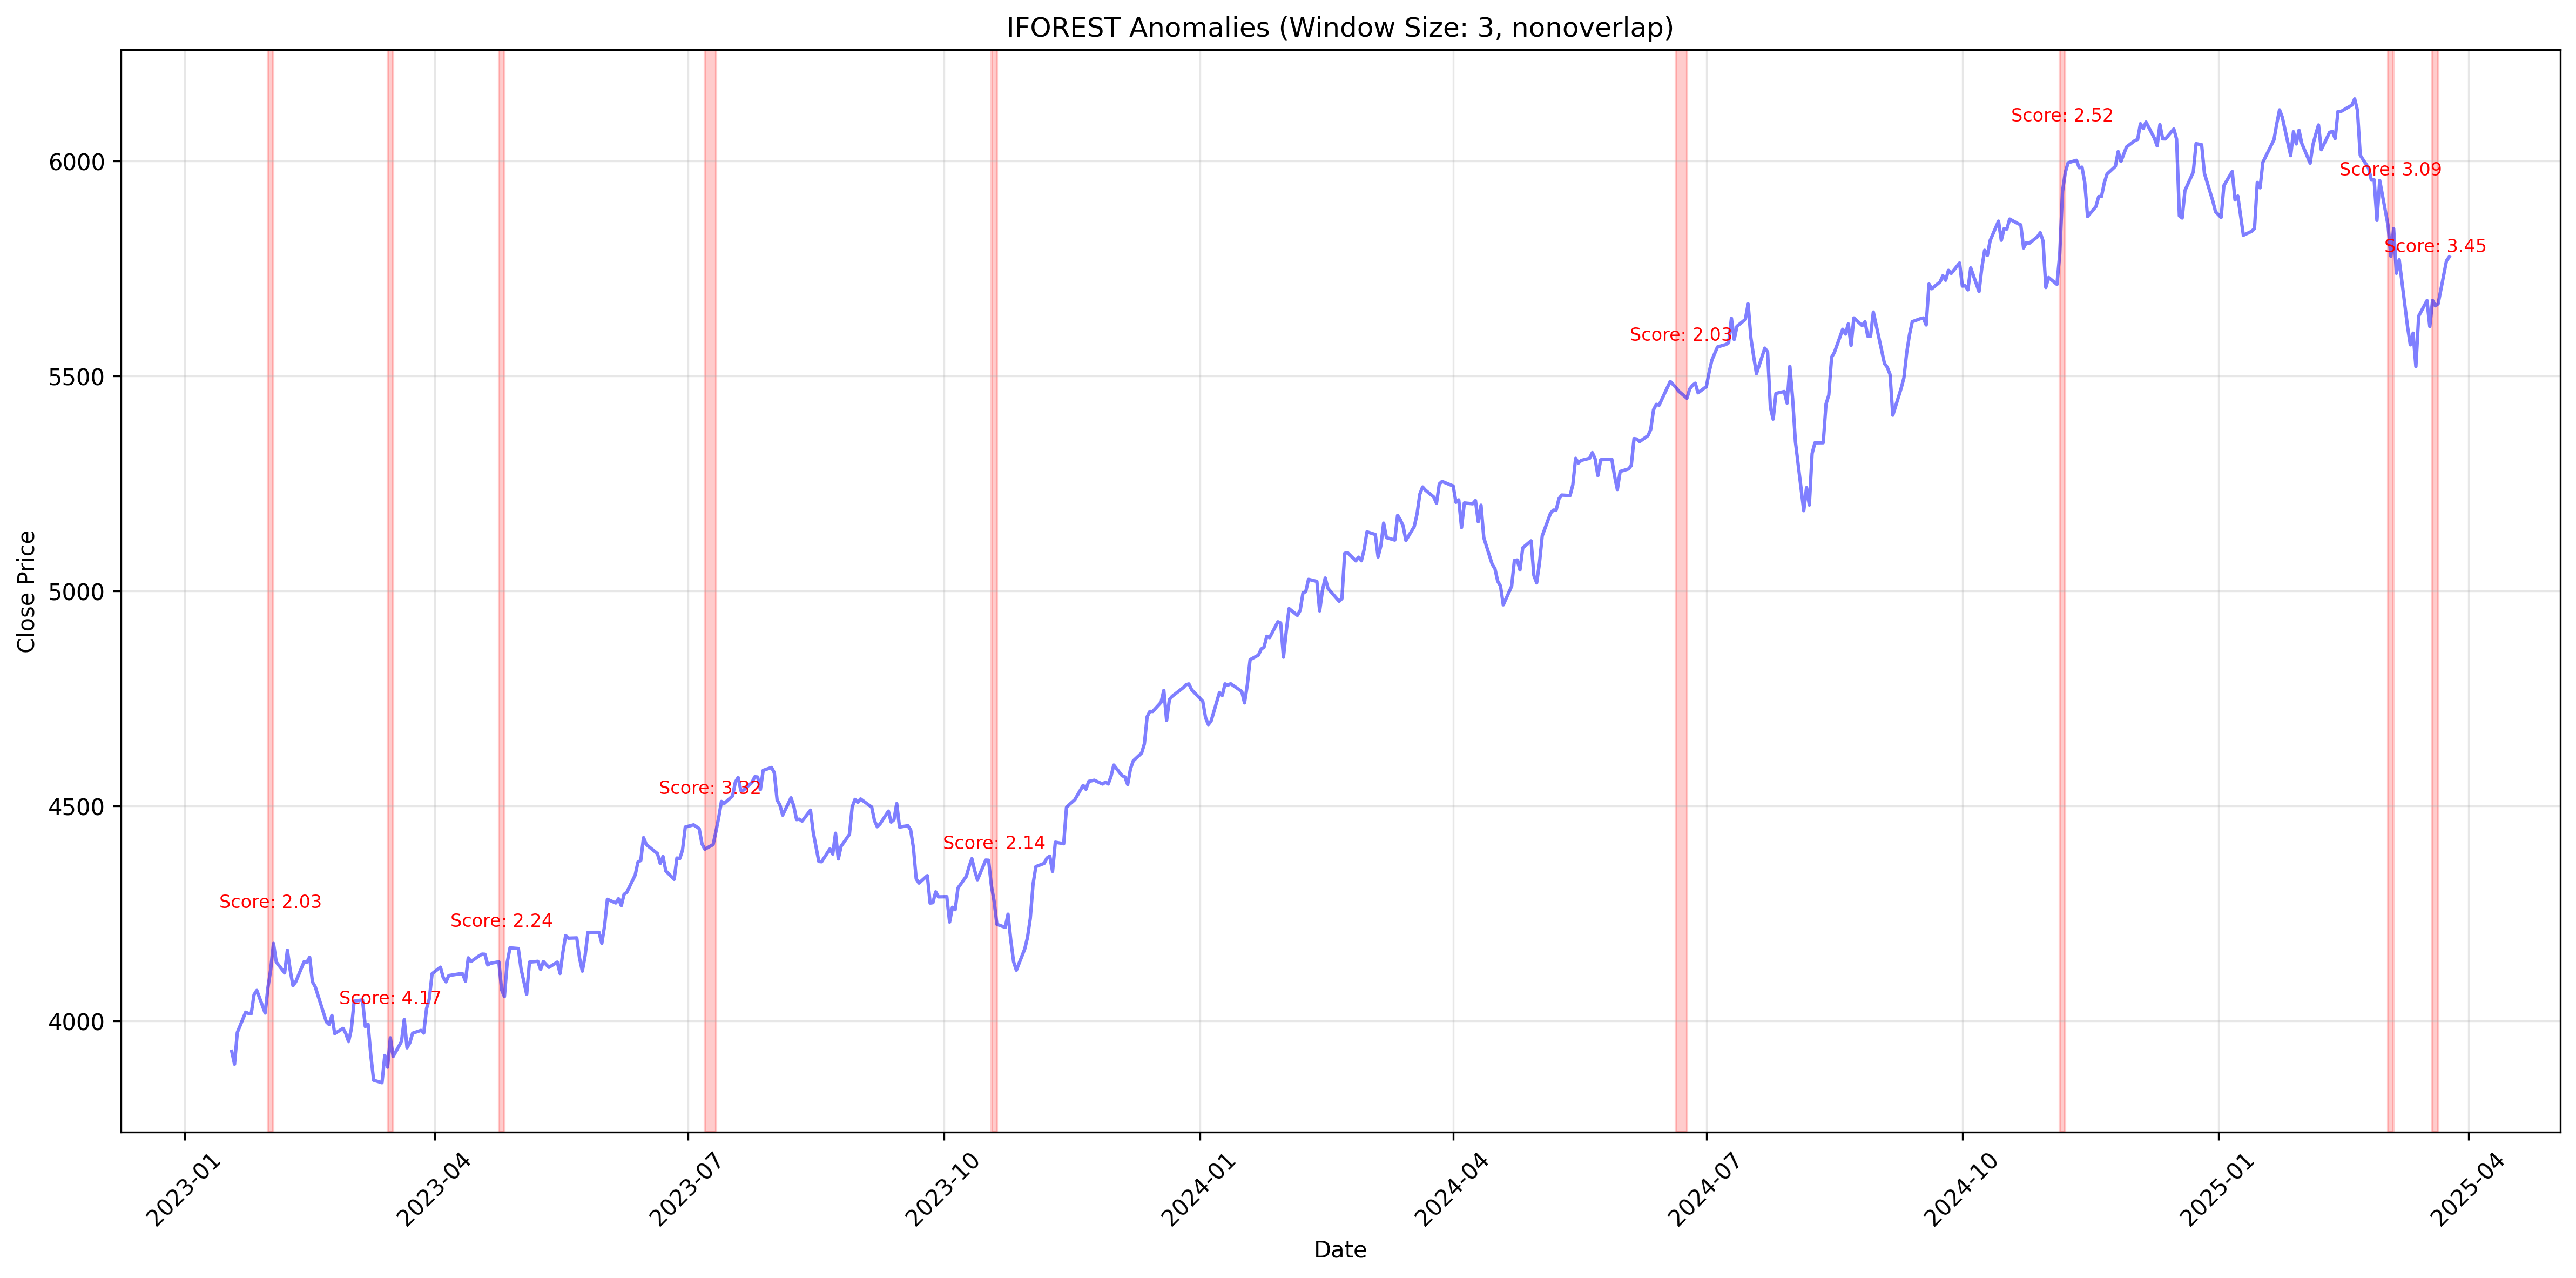 IFOREST Anomalies (Window Size: 3, nonoverlap)
Score: 2.52
6000
Score: 3.09
Score: 3.45
Score: 2.03
5500
Close Price
5000
Score: 3.32
4500
Score: 2.14
Score: 2.03
Score: 2.24
Score: 4.17
4000
2023-01
2023-04
2023-07
2023-10
2024-01
2024-04
2024-07
2024-10
2025-01
2025-04
Date